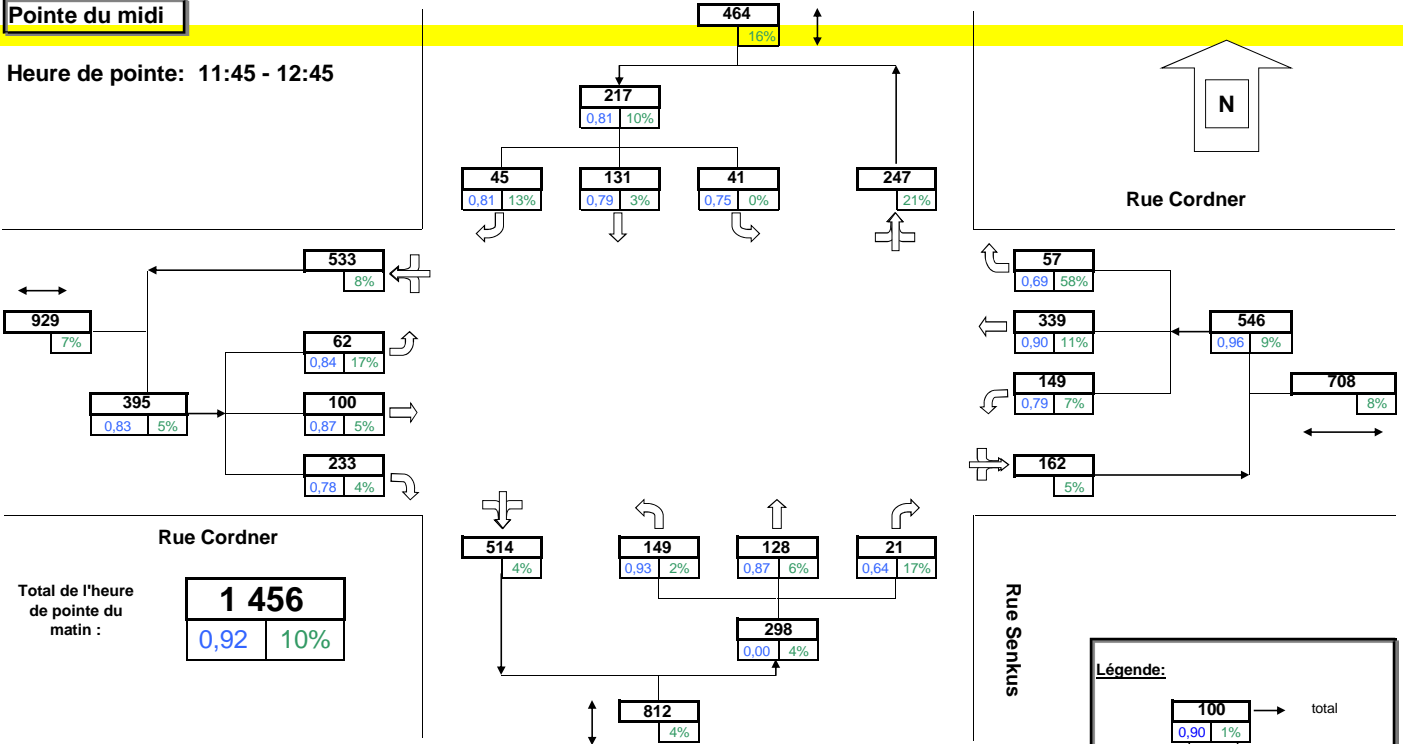 Pointe du midi
Heure de pointe: 11:45 - 12:45
464
16%
217
0,81 10%
45 131 41 247
0,81 13% 0,79 3% 0,75 0% 21%
N
Rue Cordner
533
8%
929
7%
62
0,84 17%
395
0,83 5%
100
0,87 5%
233
0,78 4%
57
0,69 58%
339
0,90 11%
546
0,96 9%
149
0,79 7%
708
8%
162
5%
Rue Cordner
514 149 128 21
4% 0,93 2% 0,87 6% 0,64 17%
298
0,00 4%
812
4%
Total de l'heure
de pointe du
matin :
1 456
0,92 10%
Rue Senkus
Légende:
100 total
0,90 1%